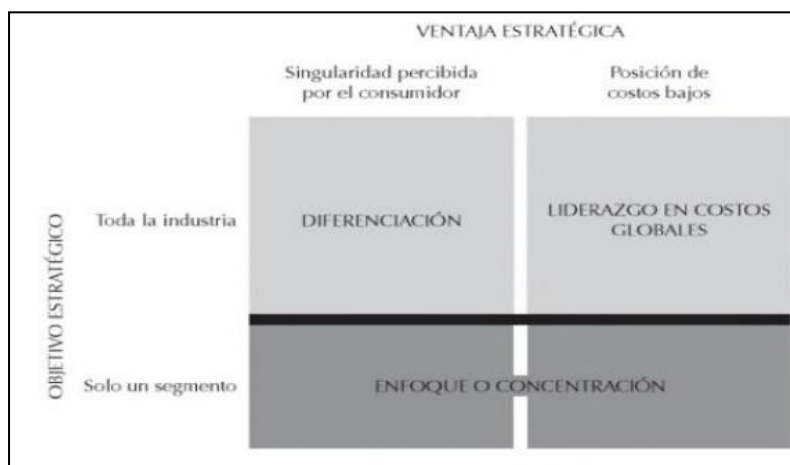 VENTAJA ESTRATÉGICA
Singularidad percibida
por el consumidor
Posición de
costos bajos
OBJETIVO ESTRATÉGICO
Toda la industria
DIFERENCIACIÓN
LIDERAZGO EN COSTOS
GLOBALES
Solo un segmento
ENFOQUE O CONCENTRACIÓN